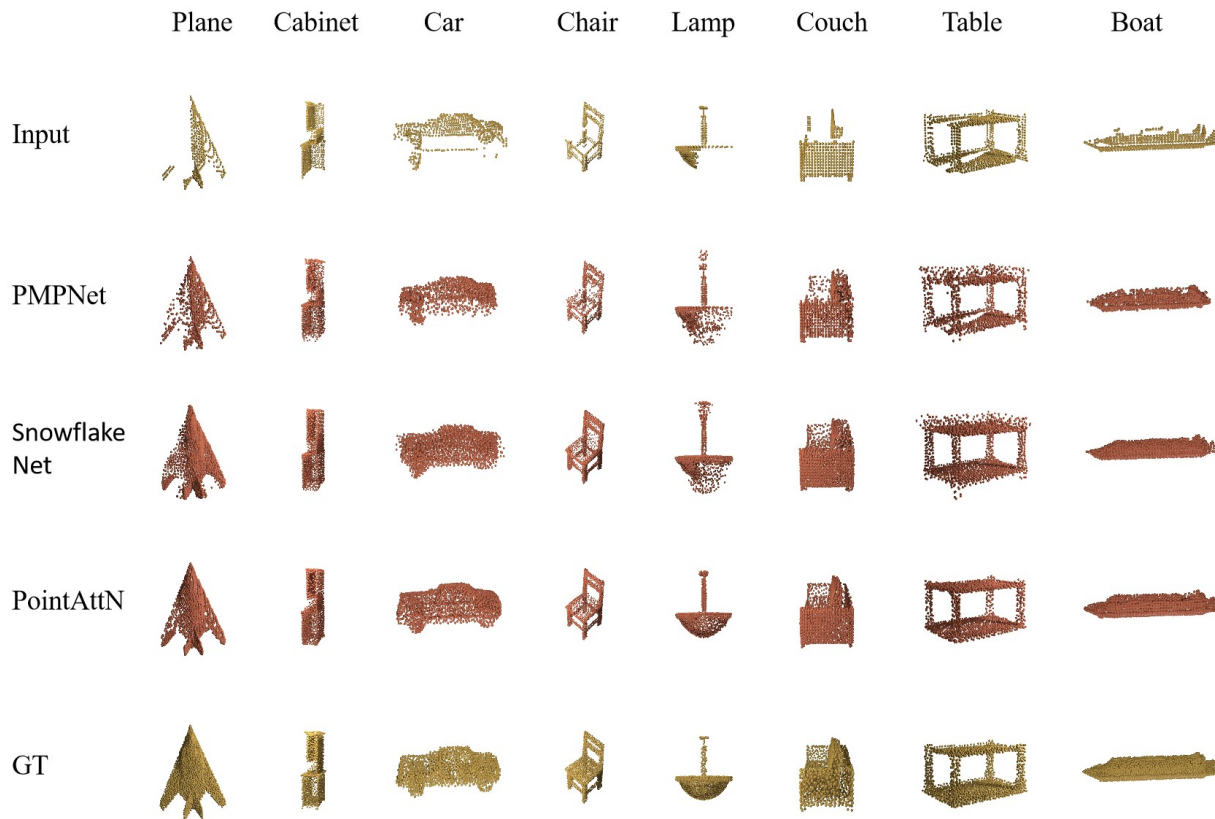 Plane Cabinet Car Chair Lamp Couch Table Boat
Input
PMPNet
Snowflake
Net
PointAttN
GT